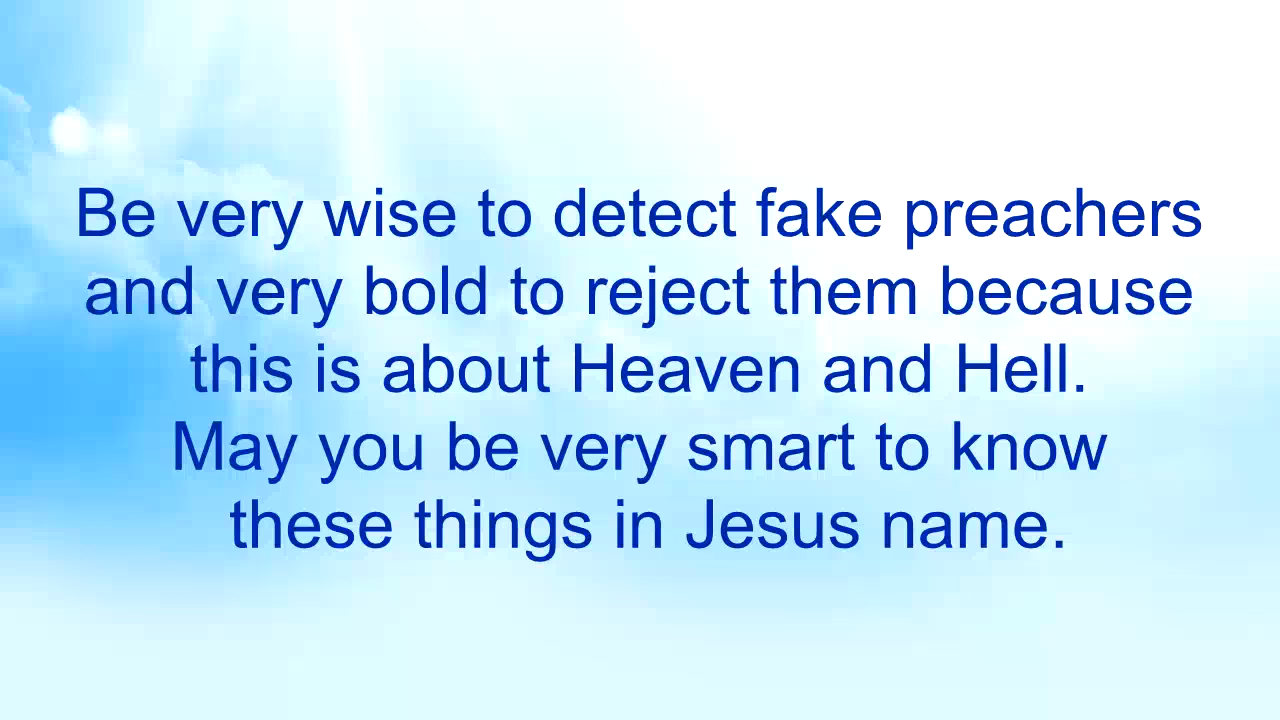 Be very wise to detect fake preachers
and very bold to reject them because
this is about Heaven and Hell.
May you be very smart to know
these things in Jesus name.